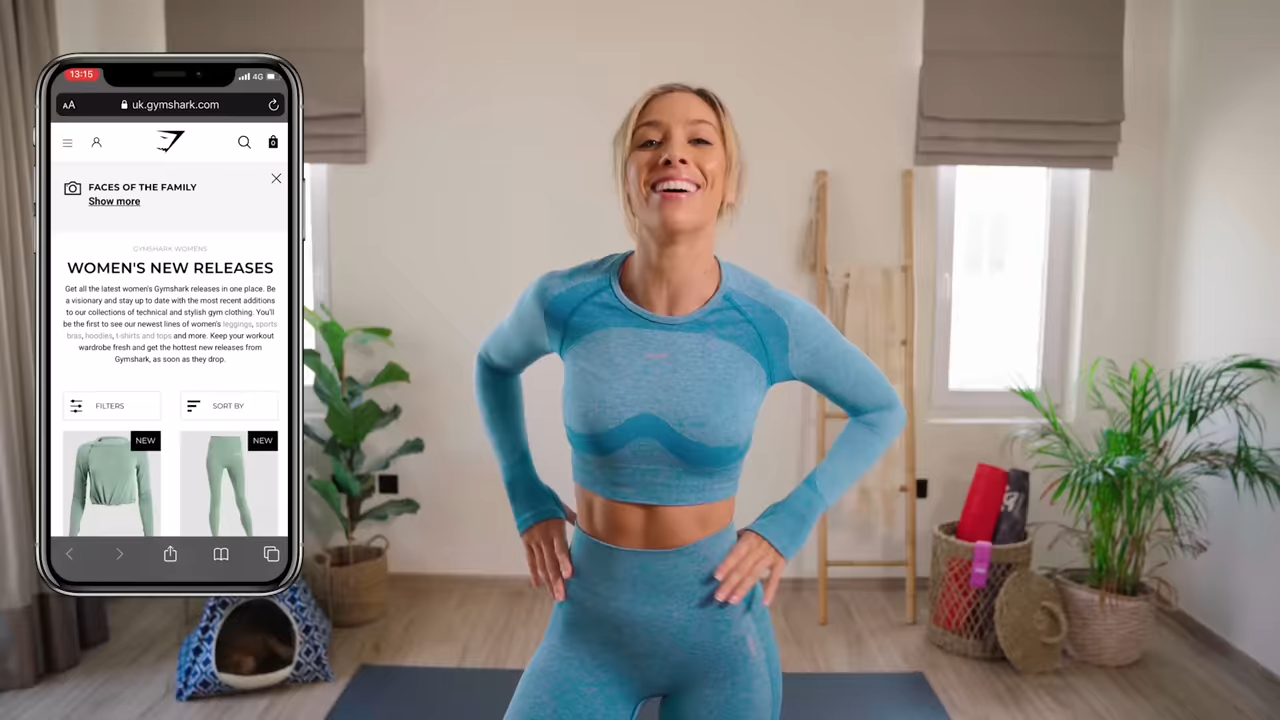 13:15
4G
AA
uk.gymshark.com
0
FACES OF THE FAMILY
Show more
GYMSHARK WOMENS
WOMEN'S NEW RELEASES
Get all the latest women's Gymshark releases in one place. Be
a visionary and stay up to date with the most recent additions
to our collections of technical and stylish gym clothing. You'll
be the first to see our newest lines of women's leggings, sports
bras, hoodies, t-shirts and tops and more. Keep your workout
wardrobe fresh and get the hottest new releases from
Gymshark, as soon as they drop.
FILTERS
SORT BY
NEW
NEW